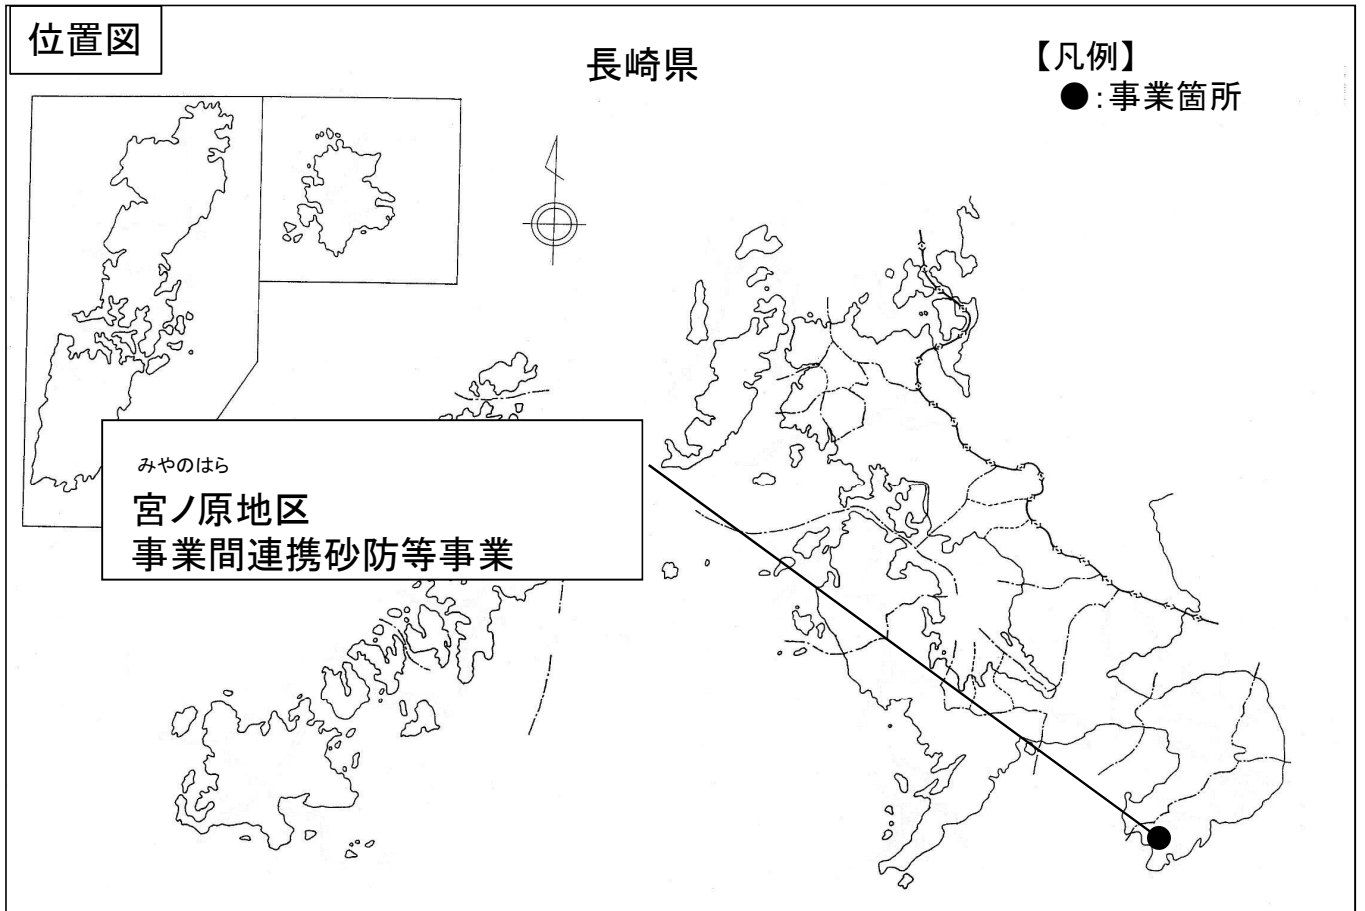 位置図
長崎県
【凡例】
●:事業箇所
みやのはら
宮ノ原地区
事業間連携砂防等事業